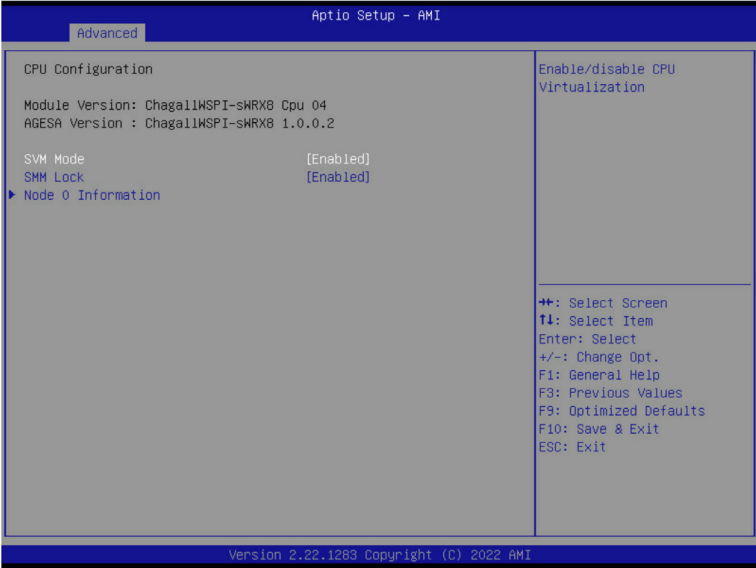 Aptio Setup - AMI
Advanced
CPU Configuration
Module Version: ChagallWSPI-sWRX8 Cpu 04
AGESA Version : ChagallWSPI-sWRX8 1.0.0.2
SVM Mode [Enabled]
SMM Lock [Enabled]
Node 0 Information
Enable/disable CPU
Virtualization
→←: Select Screen
↑↓: Select Item
Enter: Select
+/-: Change Opt.
F1: General Help
F3: Previous Values
F9: Optimized Defaults
F10: Save & Exit
ESC: Exit
Version 2.22.1283 Copyright (C) 2022 AMI